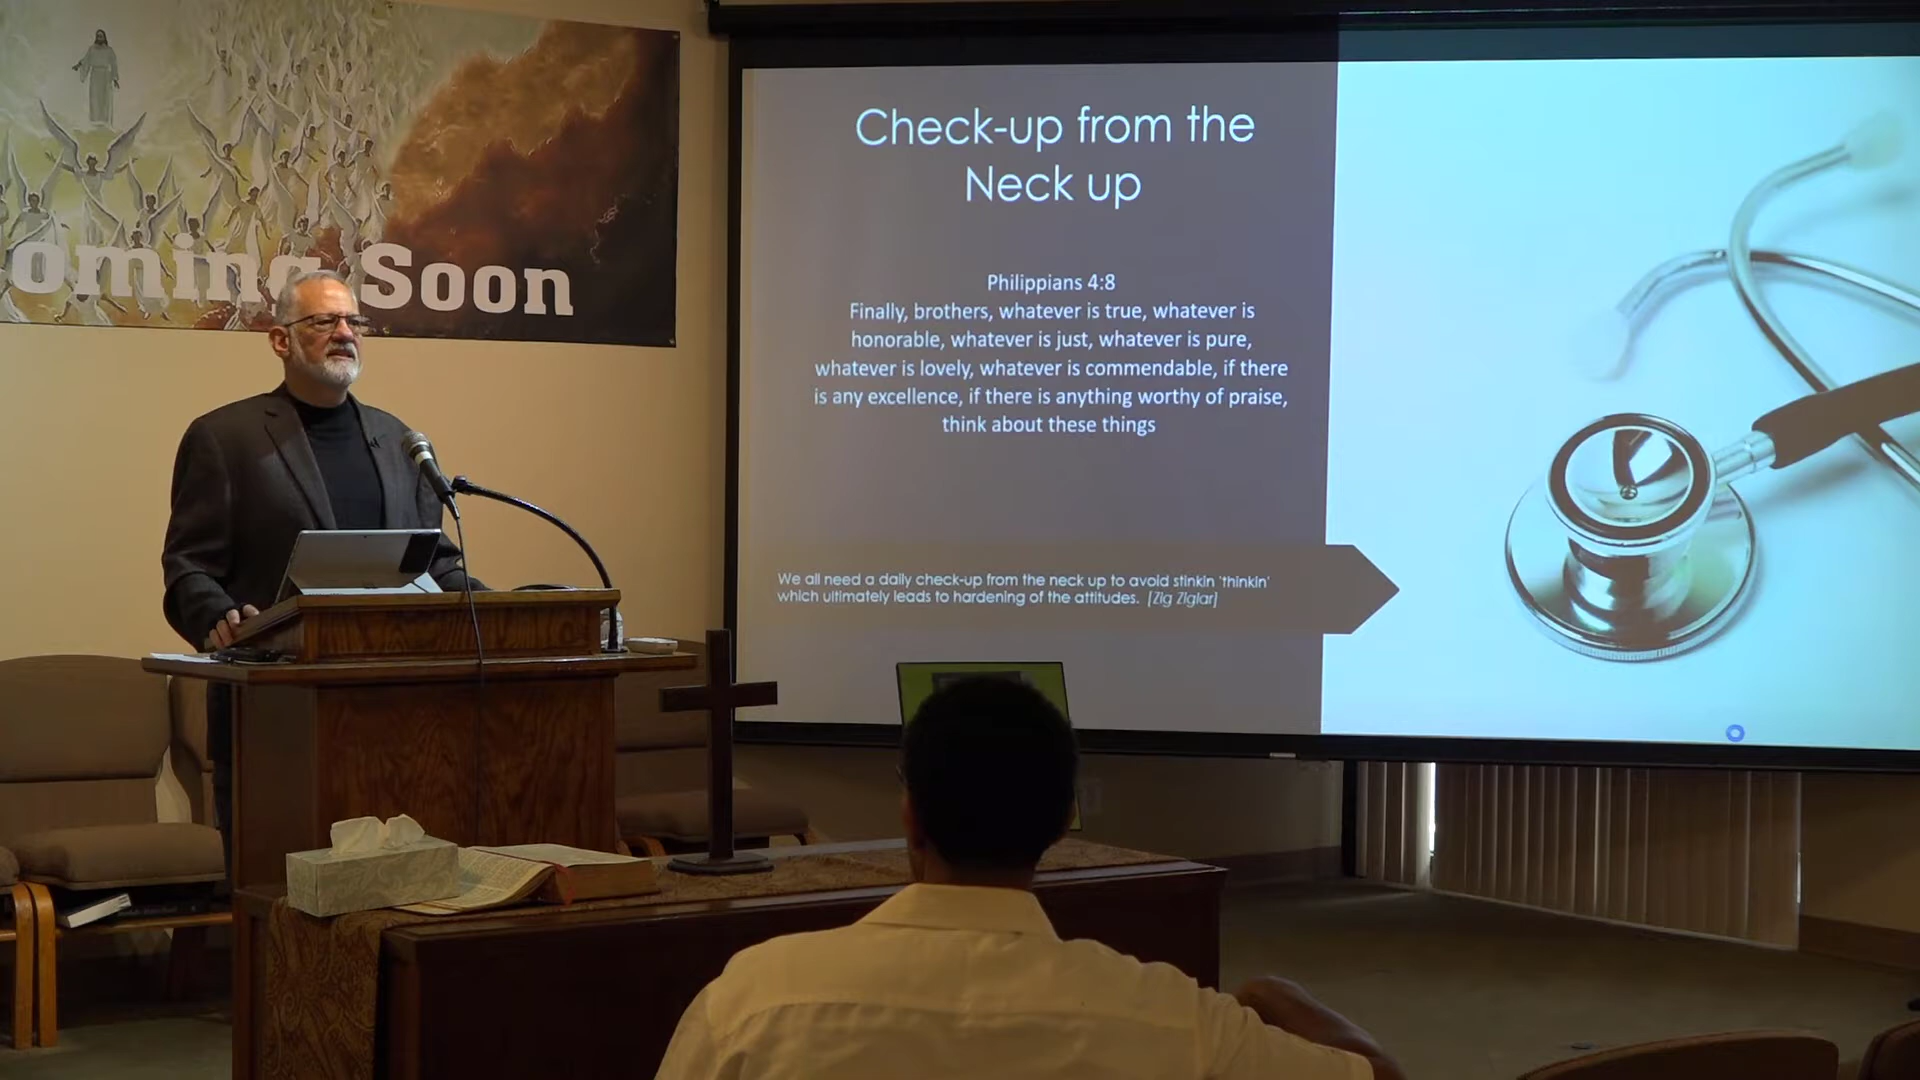 oming Soon
Check-up from the
Neck up
Philippians 4:8
Finally, brothers, whatever is true, whatever is
honorable, whatever is just, whatever is pure,
whatever is lovely, whatever is commendable, if there
is any excellence, if there is anything worthy of praise,
think about these things
We all need a daily check-up from the neck up to avoid stinkin 'thinkin'
which ultimately leads to hardening of the attitudes. [Zig Ziglar]